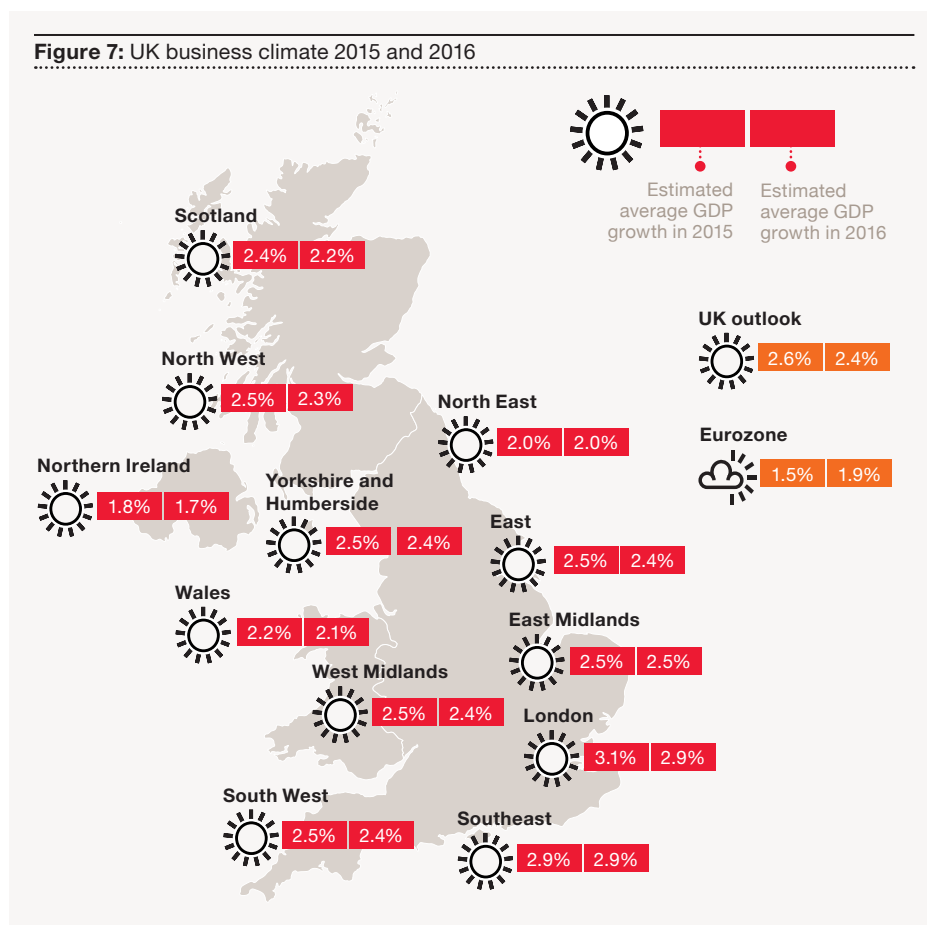 Figure 7: UK business climate 2015 and 2016
Estimated
average GDP
growth in 2015
Estimated
average GDP
growth in 2016
Scotland
2.4% 2.2%
UK outlook
2.6% 2.4%
North West
2.5% 2.3%
North East
2.0% 2.0%
Eurozone
1.5% 1.9%
Northern Ireland
1.8% 1.7%
Yorkshire and
Humberside
2.5% 2.4%
East
2.5% 2.4%
Wales
2.2% 2.1%
East Midlands
2.5% 2.5%
West Midlands
2.5% 2.4%
London
3.1% 2.9%
South West
2.5% 2.4%
Southeast
2.9% 2.9%